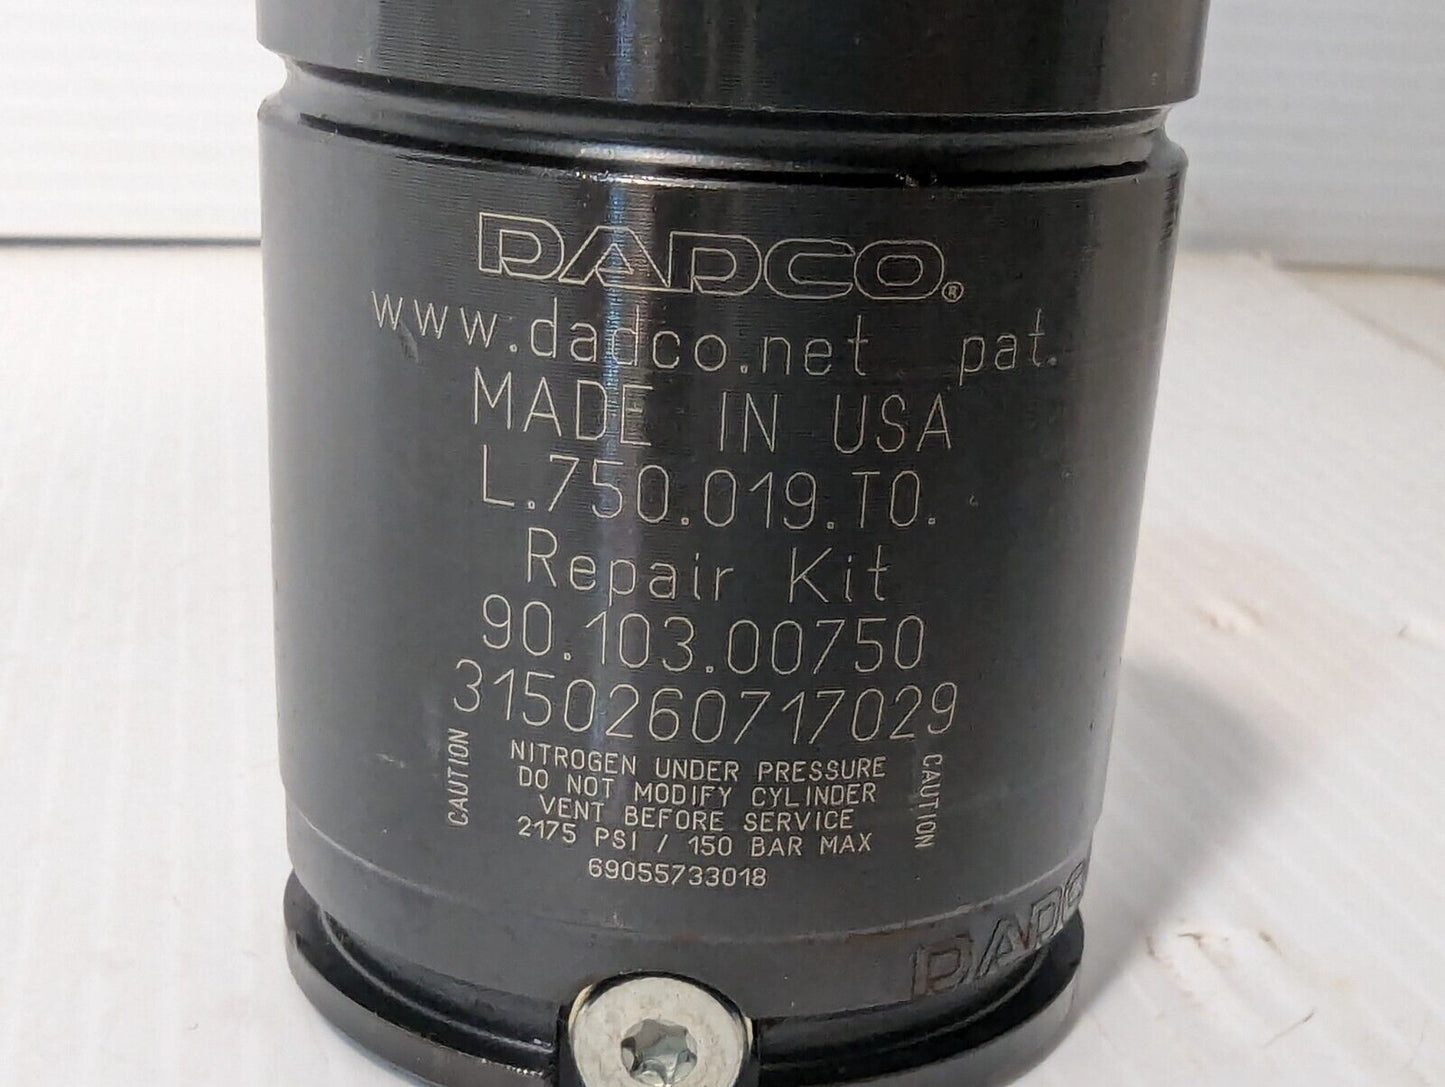 DADCO®
www.dadco.net pat.
MADE IN USA
L.750.019.TO.
Repair Kit
90.103.00750
3150260717029
CAUTION
NITROGEN UNDER PRESSURE
DO NOT MODIFY CYLINDER
VENT BEFORE SERVICE
2175 PSI / 150 BAR MAX
CAUTION
69055733018
DADC